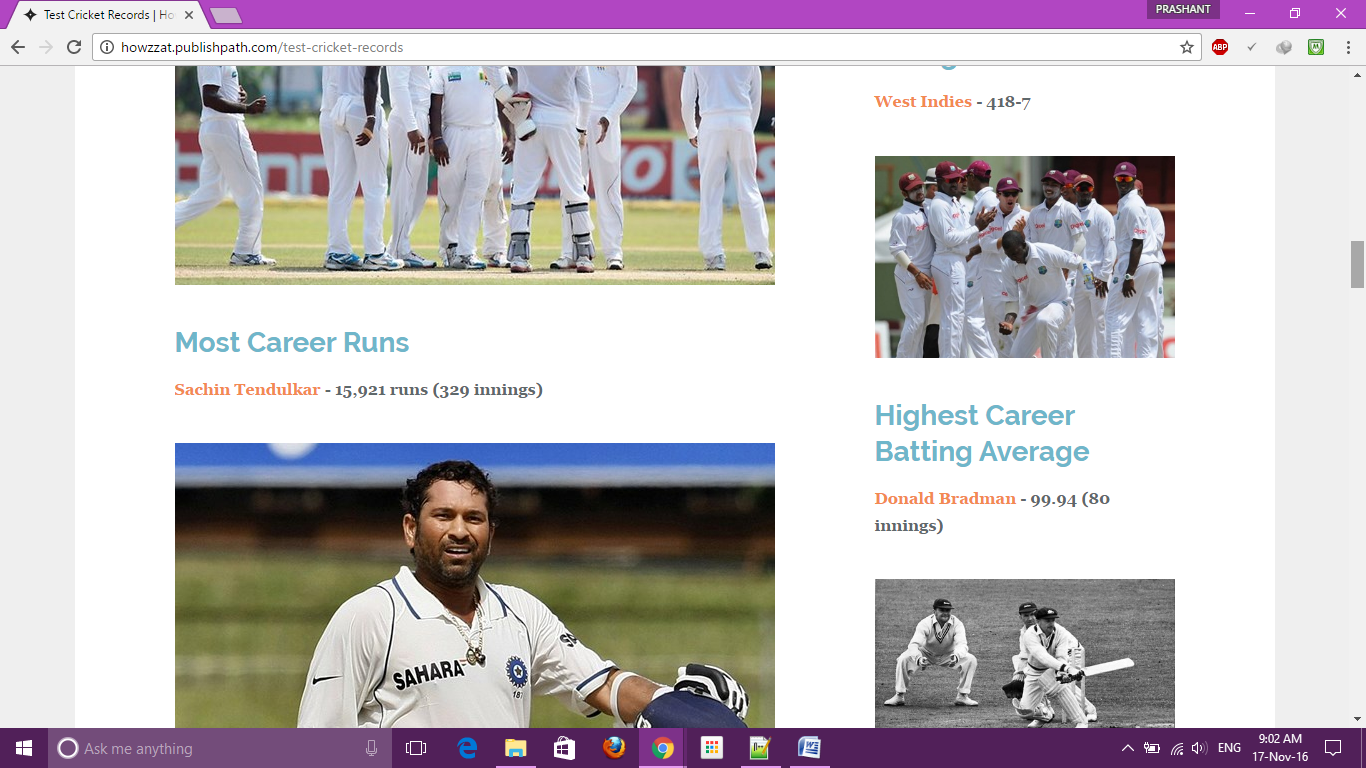 Test Cricket Records | Ho
PRASHANT
howzzat.publishpath.com/test-cricket-records
ABP
West Indies - 418-7
Most Career Runs
Sachin Tendulkar - 15,921 runs (329 innings)
SAHARA
Highest Career
Batting Average
Donald Bradman - 99.94 (80
innings)
Ask me anything
ENG
9:02 AM
17-Nov-16